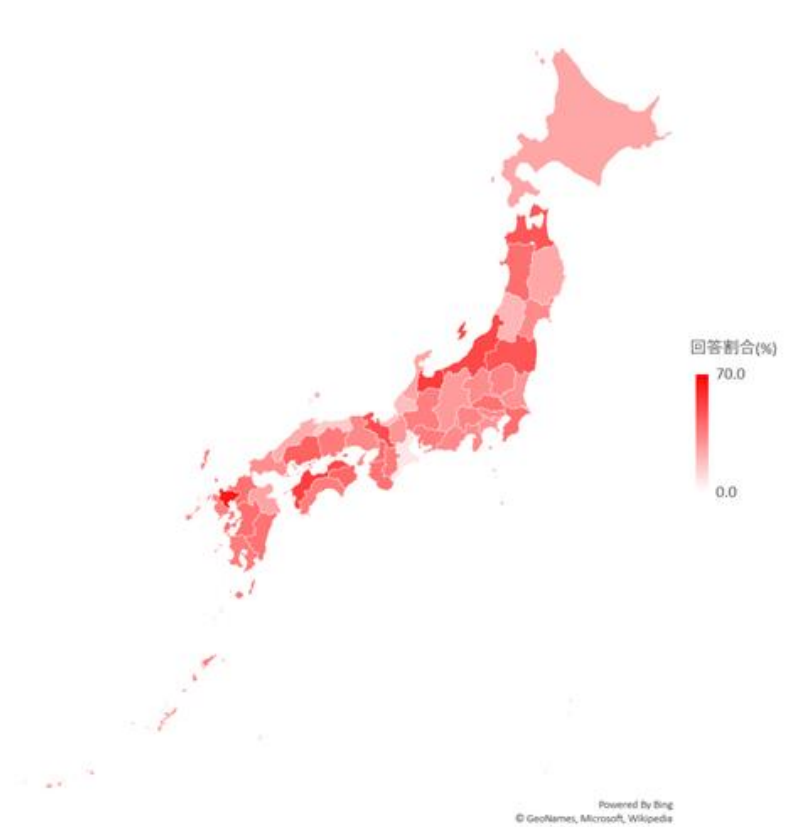 回答割合(%)
70.0
0.0
Powered By Bing
© GeoNames, Microsoft, Wikipedia